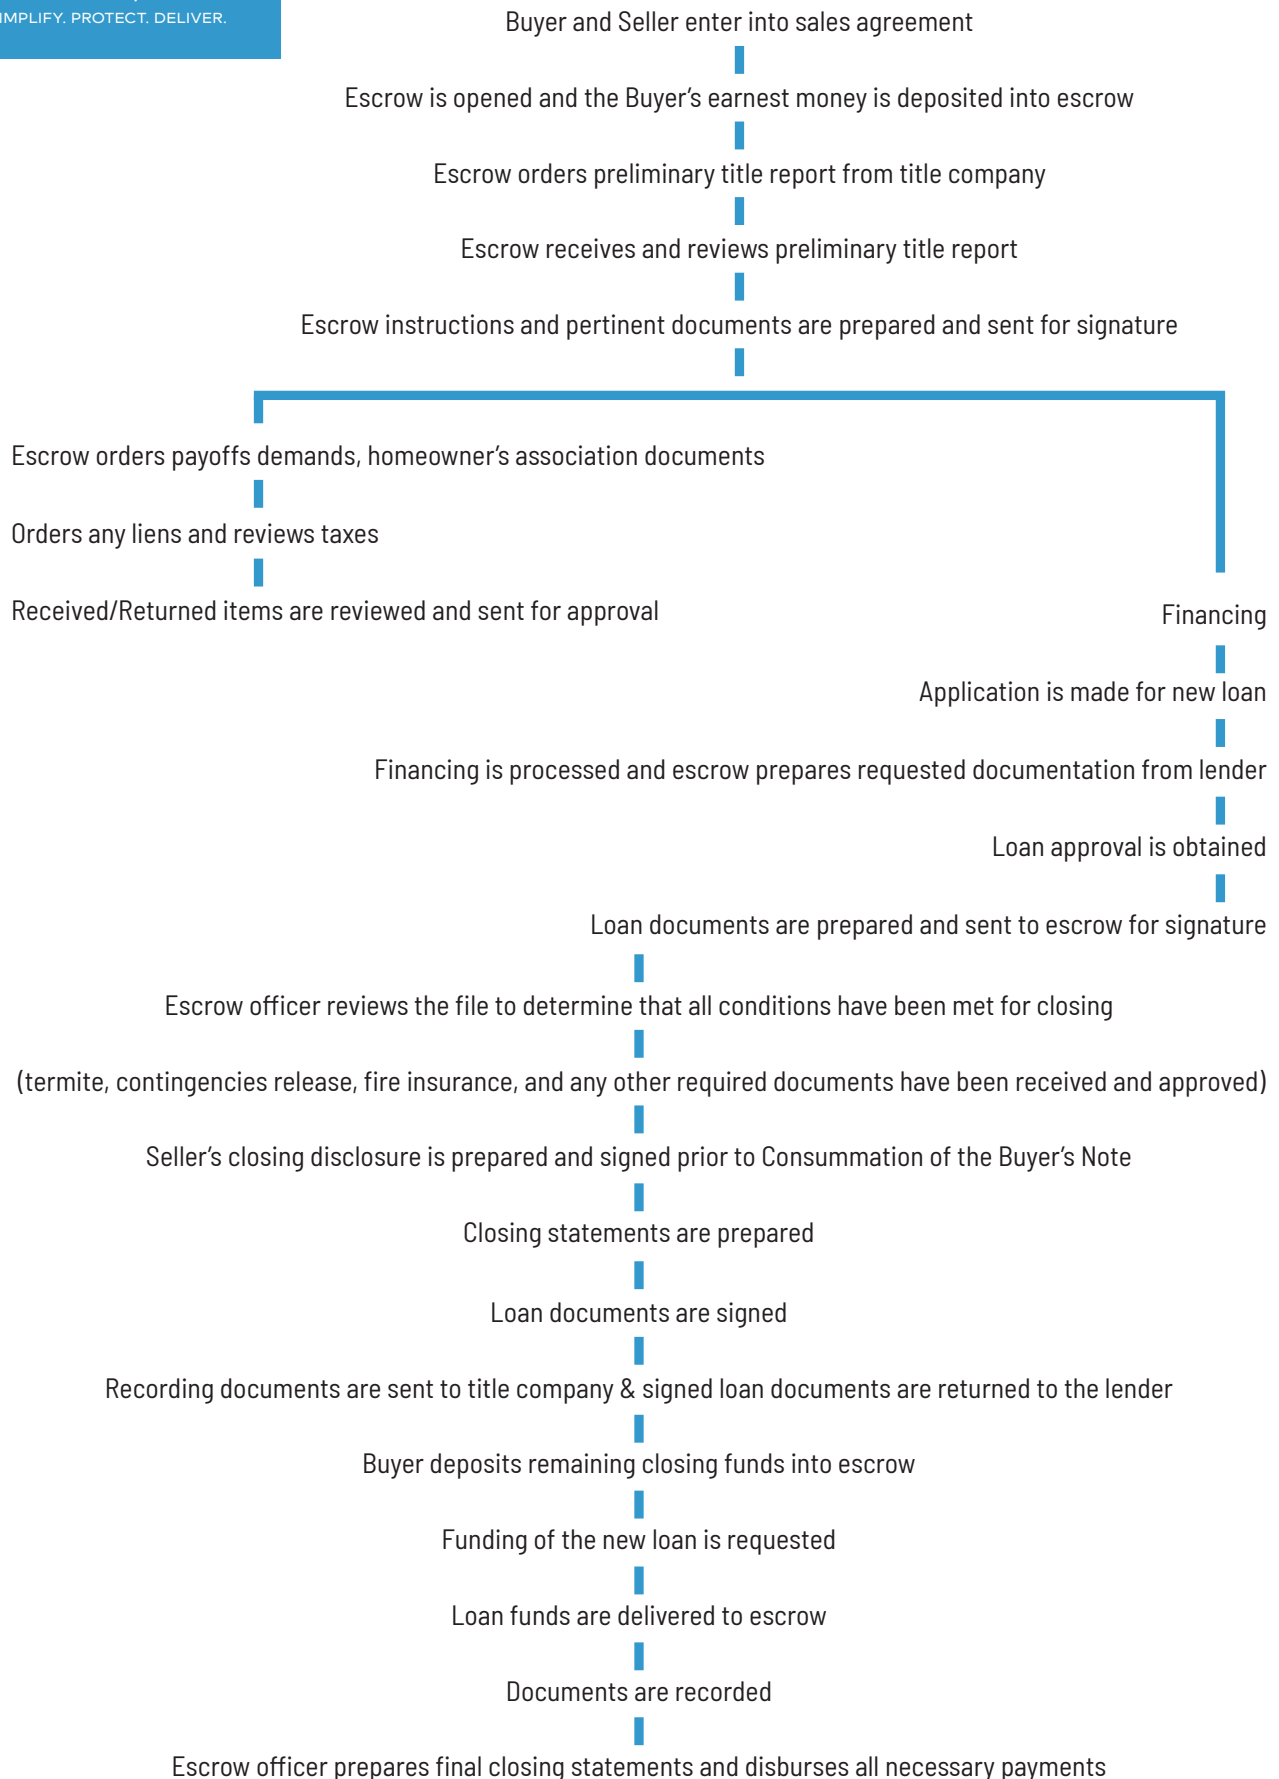 IMPLIFY. PROTECT. DELIVER.
Buyer and Seller enter into sales agreement
Escrow is opened and the Buyer’s earnest money is deposited into escrow
Escrow orders preliminary title report from title company
Escrow receives and reviews preliminary title report
Escrow instructions and pertinent documents are prepared and sent for signature
Escrow orders payoffs demands, homeowner’s association documents
Orders any liens and reviews taxes
Received/Returned items are reviewed and sent for approval
Financing
Application is made for new loan
Financing is processed and escrow prepares requested documentation from lender
Loan approval is obtained
Loan documents are prepared and sent to escrow for signature
Escrow officer reviews the file to determine that all conditions have been met for closing
(termite, contingencies release, fire insurance, and any other required documents have been received and approved)
Seller’s closing disclosure is prepared and signed prior to Consummation of the Buyer’s Note
Closing statements are prepared
Loan documents are signed
Recording documents are sent to title company & signed loan documents are returned to the lender
Buyer deposits remaining closing funds into escrow
Funding of the new loan is requested
Loan funds are delivered to escrow
Documents are recorded
Escrow officer prepares final closing statements and disburses all necessary payments